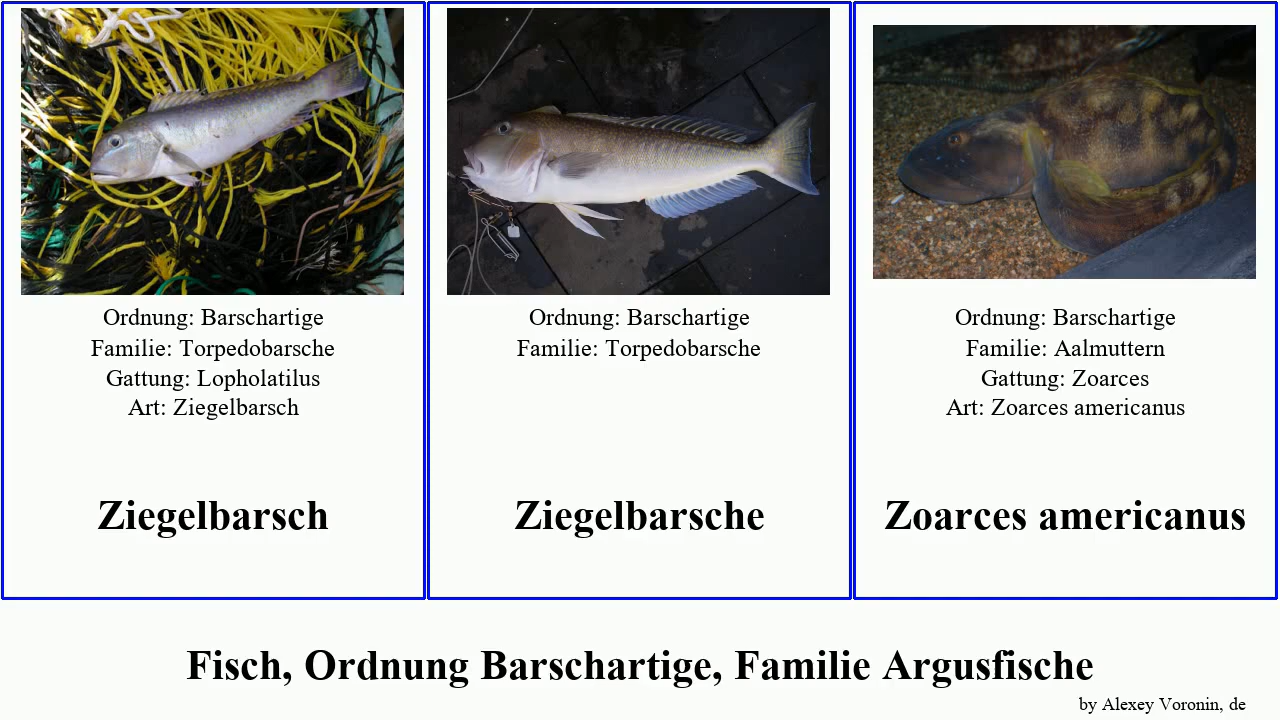 Ordnung: Barschartige
Familie: Torpedobarsche
Gattung: Lopholatilus
Art: Ziegelbarsch
Ziegelbarsch
Ordnung: Barschartige
Familie: Torpedobarsche
Ziegelbarsche
Ordnung: Barschartige
Familie: Aalmuttern
Gattung: Zoarces
Art: Zoarces americanus
Zoarces americanus
Fisch, Ordnung Barschartige, Familie Argusfische
by Alexey Voronin, de